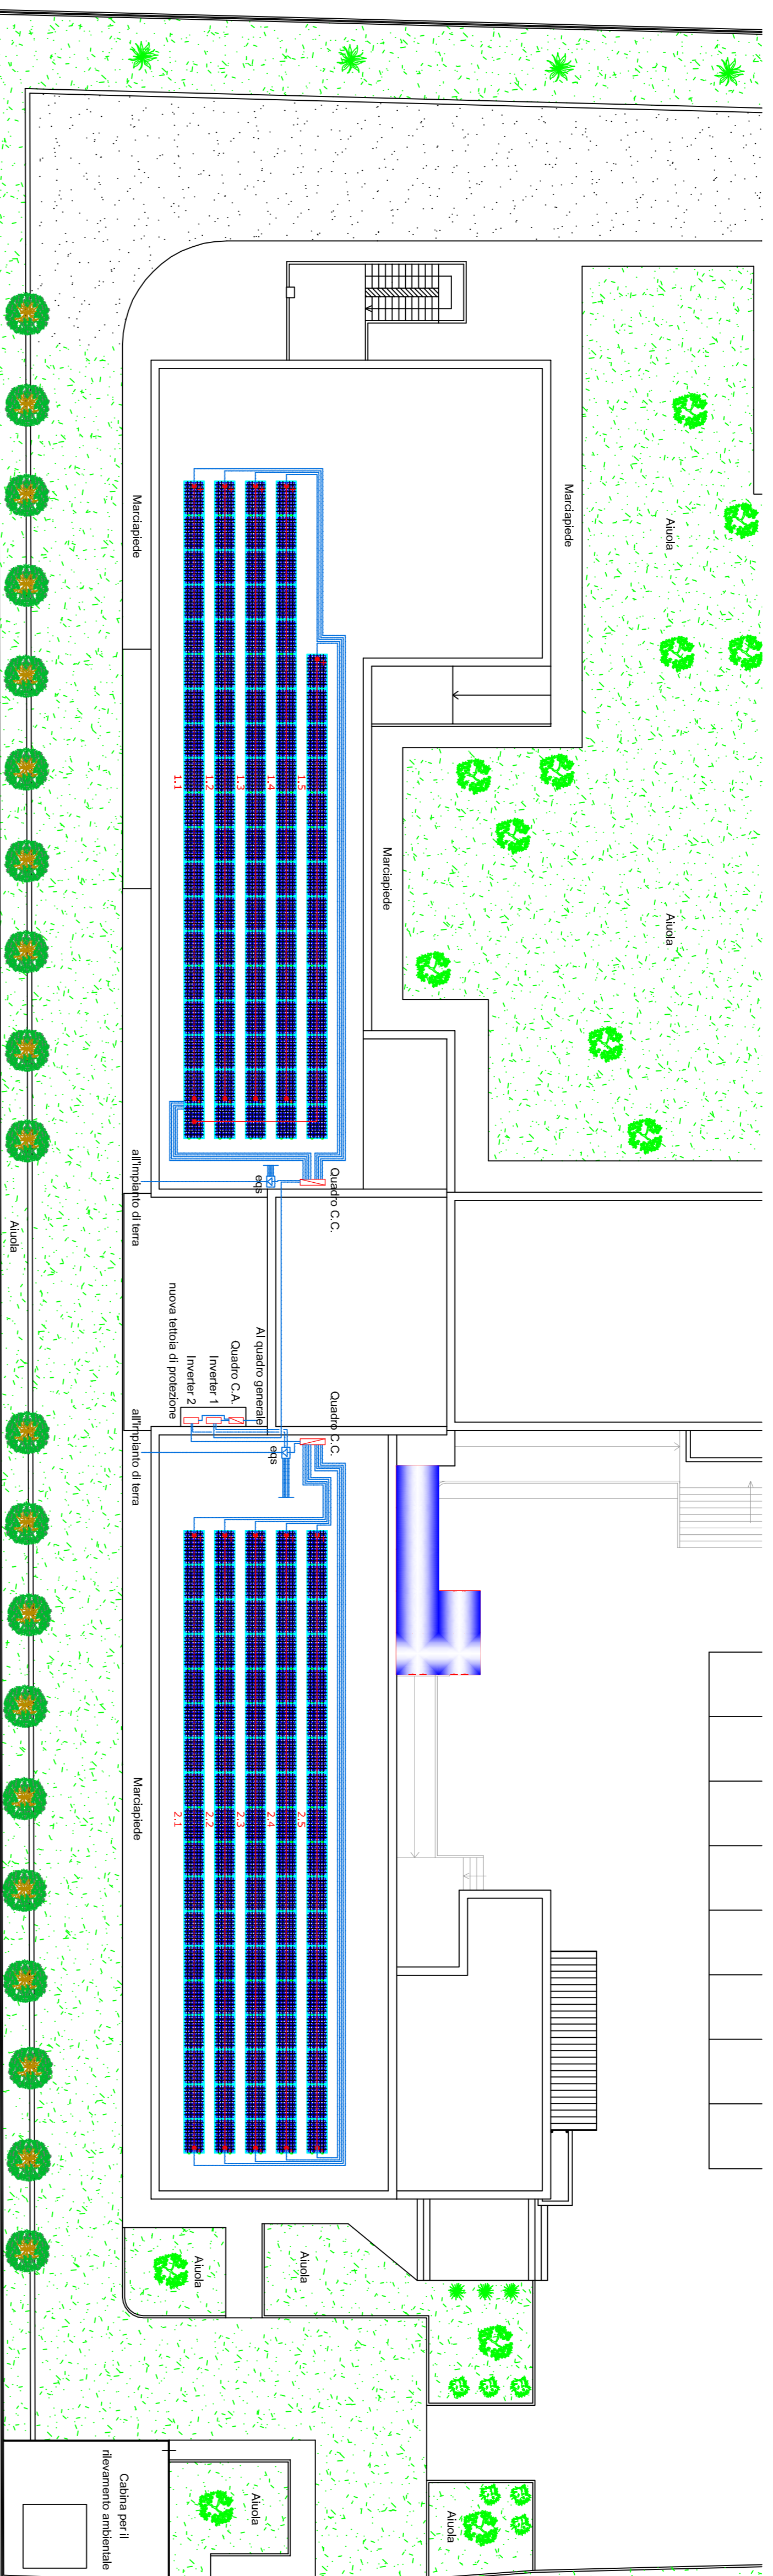 Marciapiede
Marciapiede
Aiuola
1.1
1.2
1.3
1.4
1.5
Marciapiede
Aiuola
all'impianto di terra
eqs
Quadro C.C.
Aiuola
nuova tettoia di protezione
Inverter 2
Inverter 1
Quadro C.A.
Al quadro generale
Quadro C.C.
all'impianto di terra
eqs
Marciapiede
2.1
2.2
2.3
2.4
2.5
Aiuola
Aiuola
Cabina per il
rilevamento ambientale
Aiuola
Aiuola